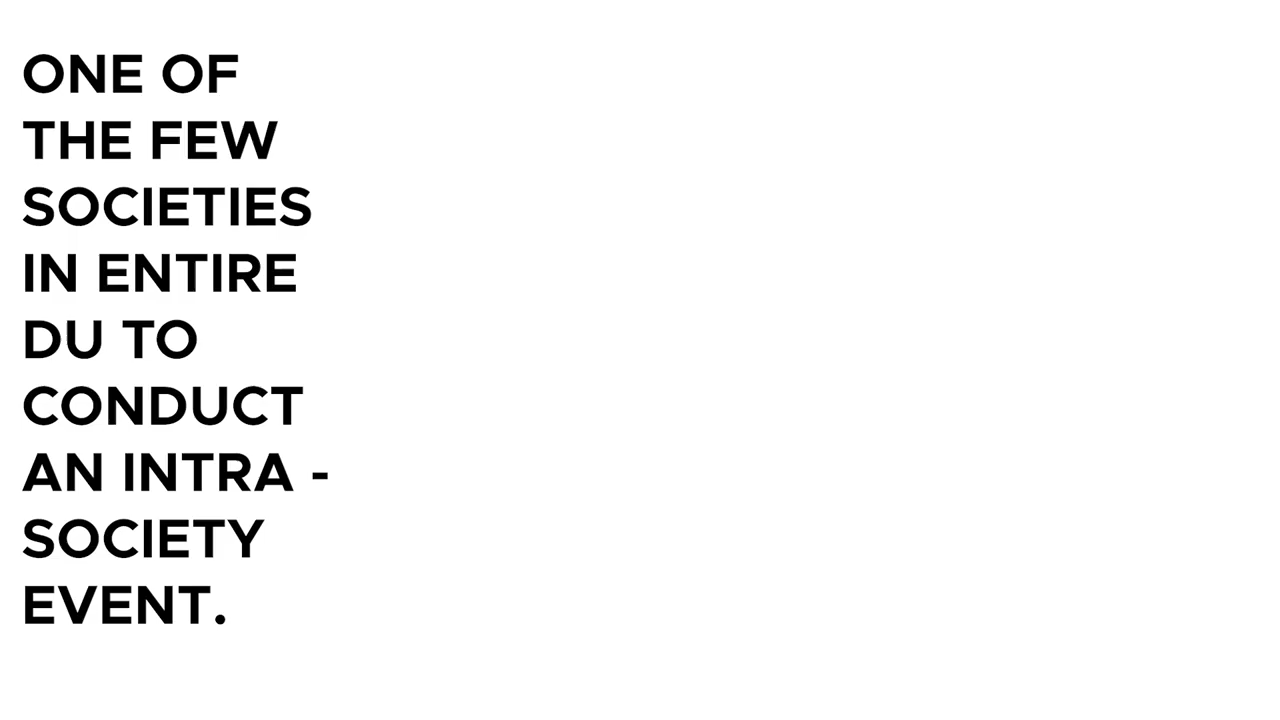 ONE OF
THE FEW
SOCIETIES
IN ENTIRE
DU TO
CONDUCT
AN INTRA -
SOCIETY
EVENT.